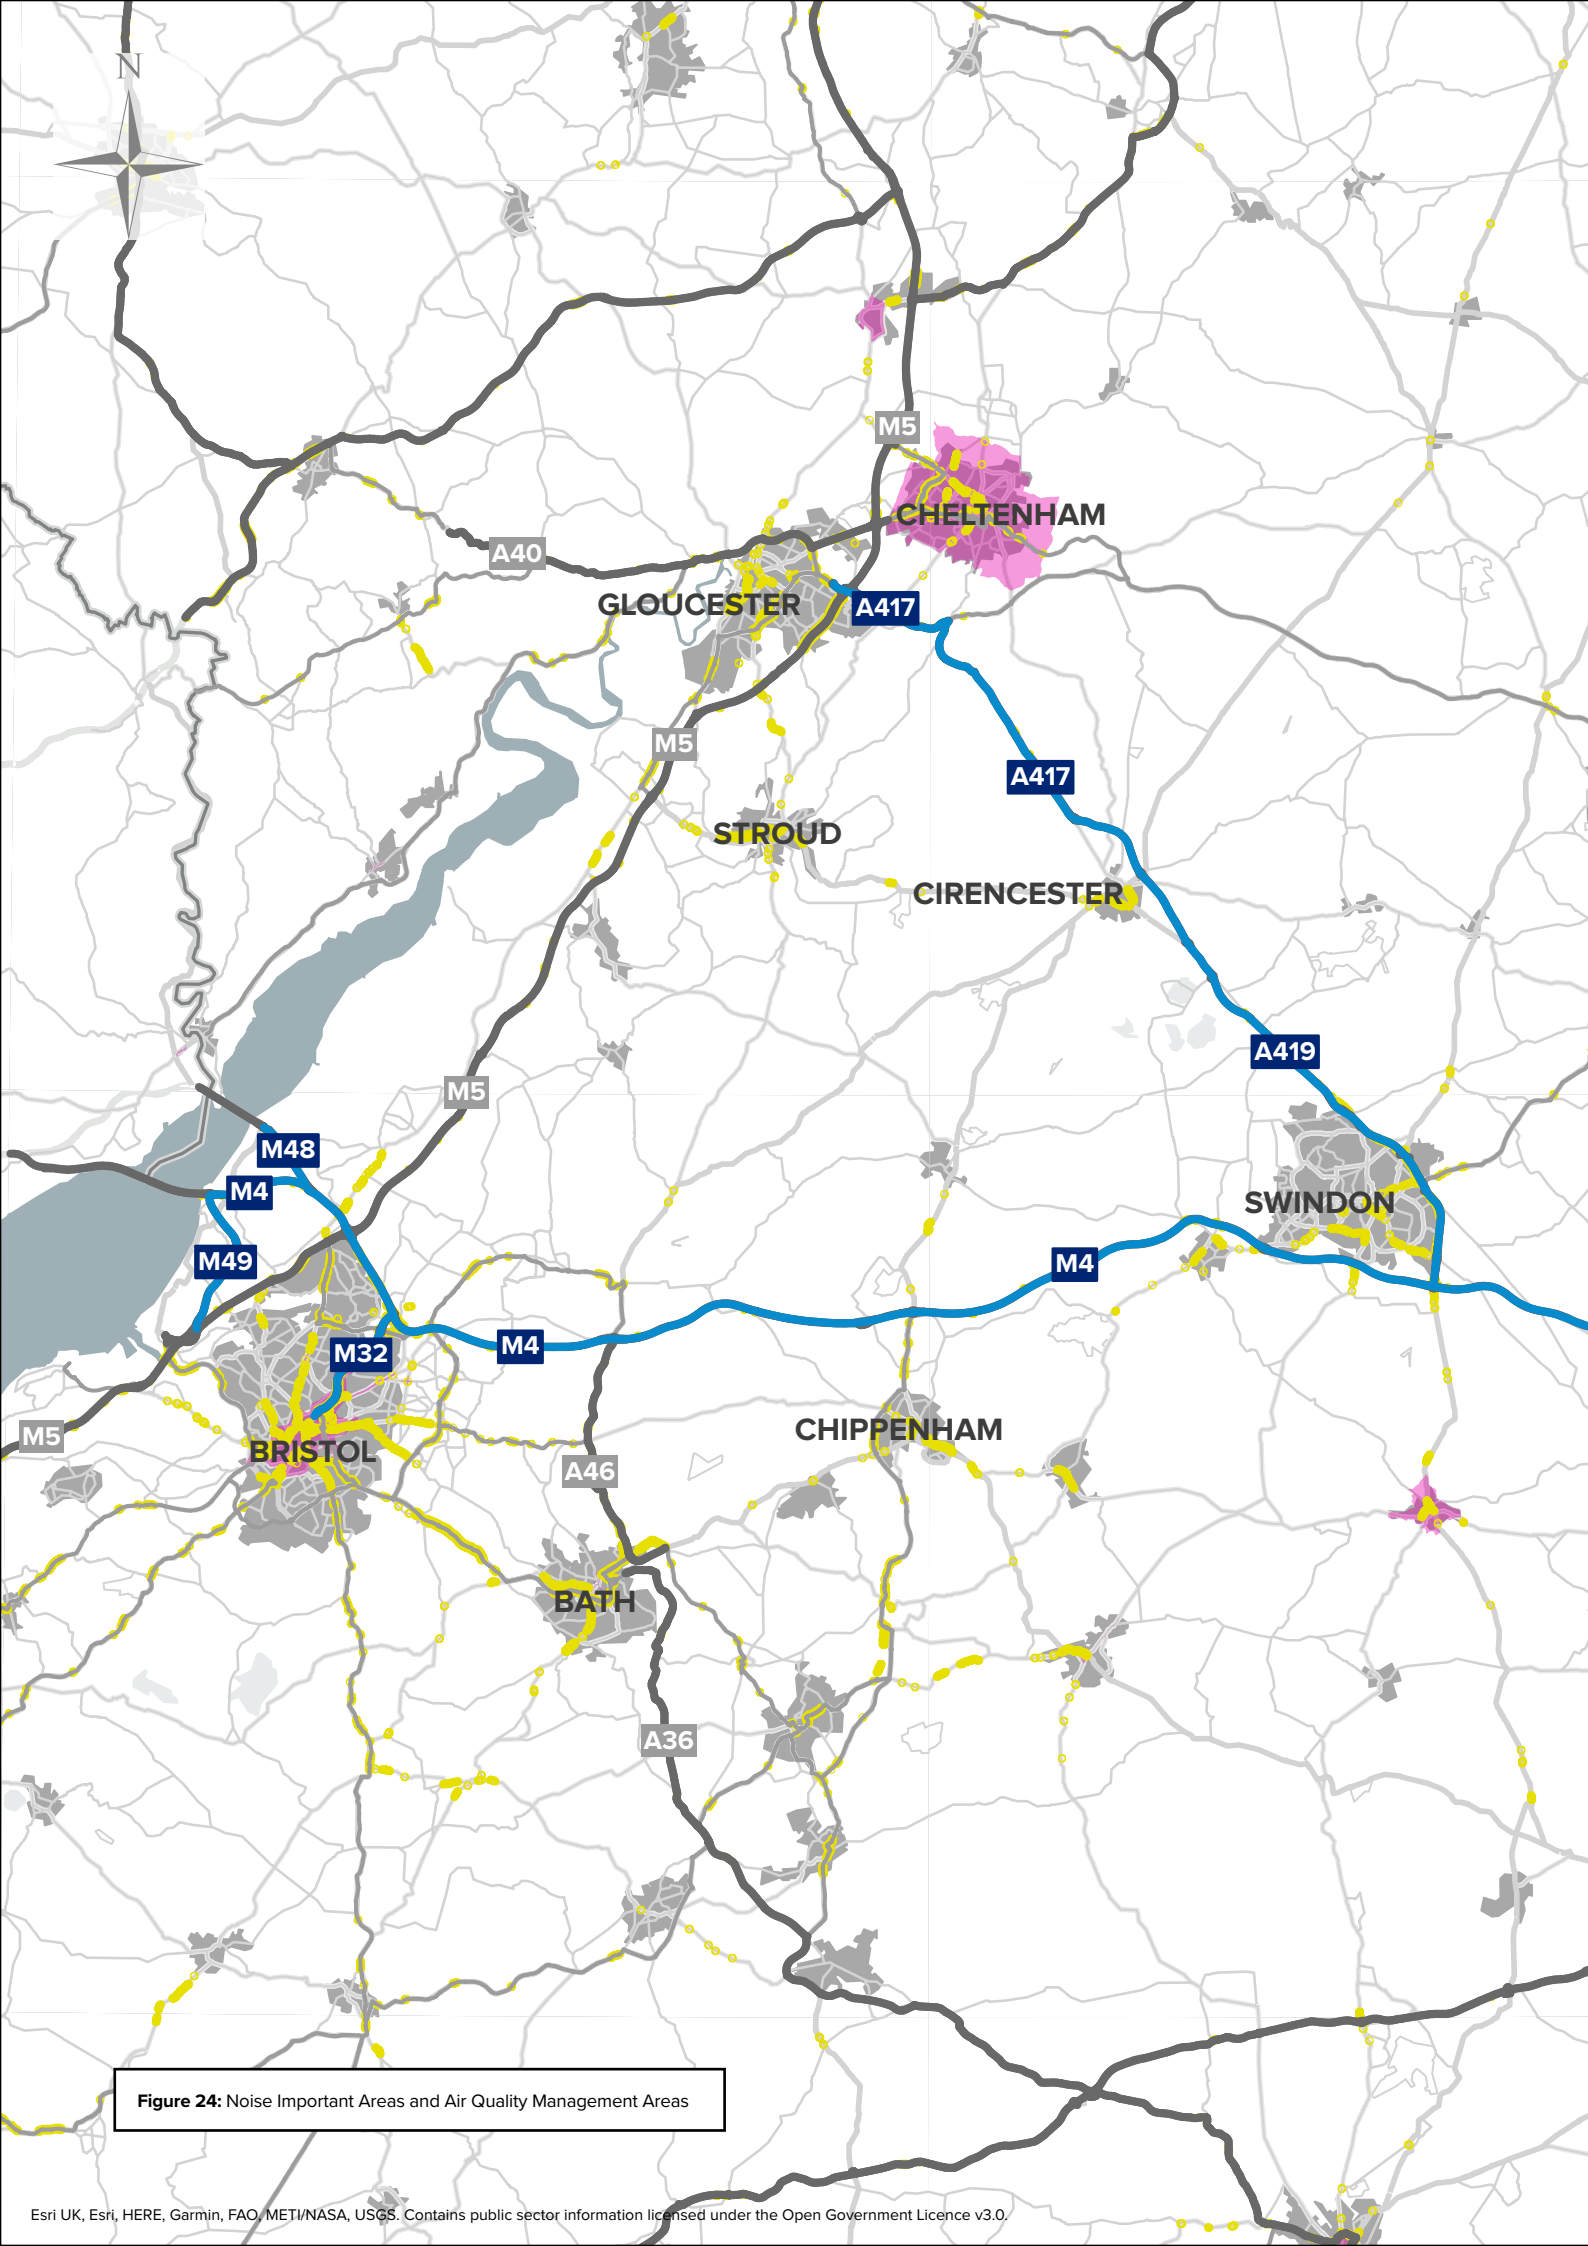 N
M5
CHELTENHAM
A40
GLOUCESTER
A417
M5
A417
STROUD
CIRENCESTER
A419
M5
M48
M4
SWINDON
M49
M4
M32
M4
CHIPPENHAM
M5
BRISTOL
A46
BATH
A36
Figure 24: Noise Important Areas and Air Quality Management Areas
Esri UK, Esri, HERE, Garmin, FAO, METI/NASA, USGS. Contains public sector information licensed under the Open Government Licence v3.0.